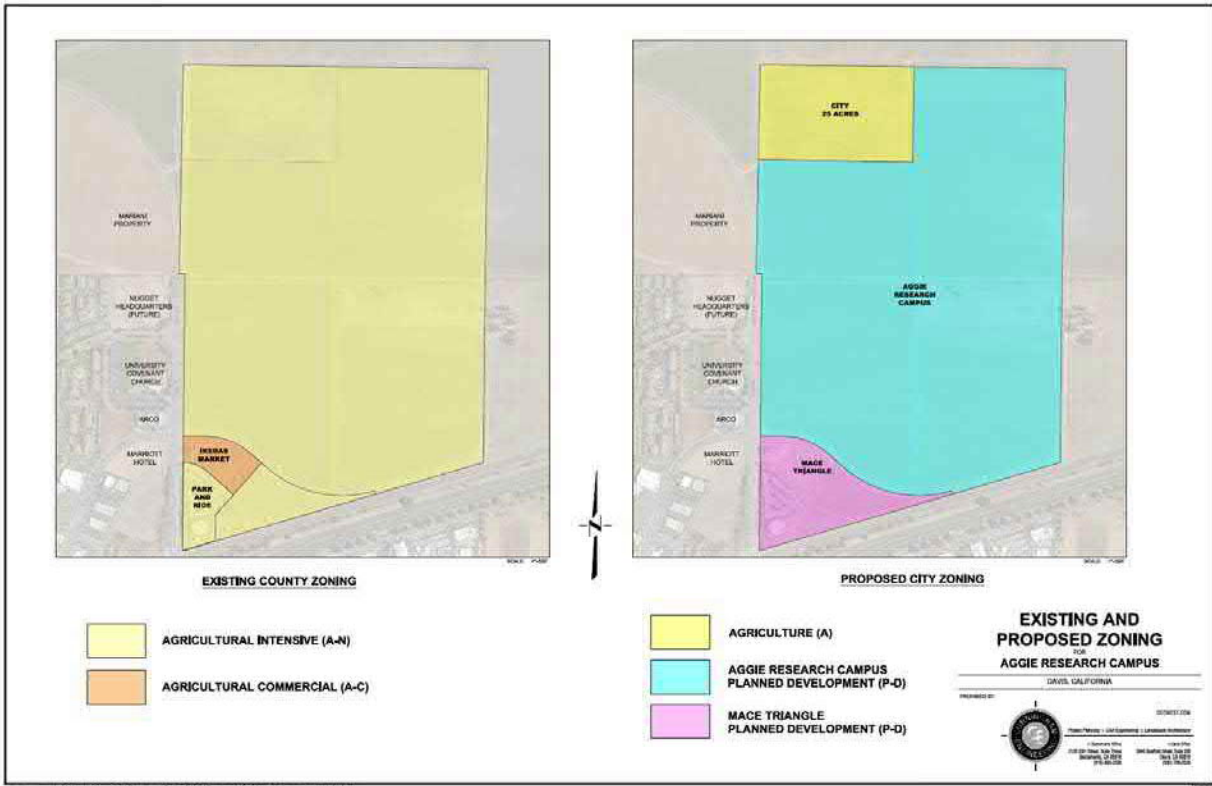 CITY
25 ACRES
MARIANI
PROPERTY
NUGGET
HEADQUARTERS
(FUTURE)
UNIVERSITY
COVENANT
CHURCH
ARCO
MARRIOTT
HOTEL
IKEDAS
MARKET
PARK
AND
RIDE
MARIANI
PROPERTY
NUGGET
HEADQUARTERS
(FUTURE)
UNIVERSITY
COVENANT
CHURCH
ARCO
MARRIOTT
HOTEL
AGGIE
RESEARCH
CAMPUS
MACE
TRIANGLE
EXISTING COUNTY ZONING
PROPOSED CITY ZONING
AGRICULTURAL INTENSIVE (A-N)
AGRICULTURAL COMMERCIAL (A-C)
AGRICULTURE (A)
AGGIE RESEARCH CAMPUS
PLANNED DEVELOPMENT (P-D)
MACE TRIANGLE
PLANNED DEVELOPMENT (P-D)
EXISTING AND
PROPOSED ZONING
FOR
AGGIE RESEARCH CAMPUS
DAVIS, CALIFORNIA
PREPARED BY: